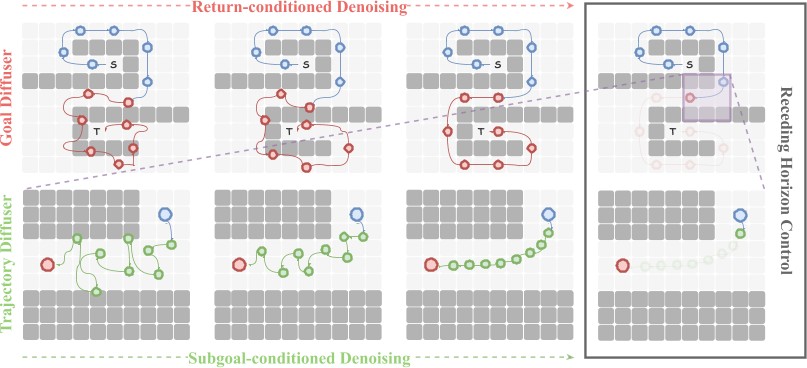 Return-conditioned Denoising
Goal Diffuser
S
S
S
S
T
T
T
T
Receding Horizon Control
Trajectory Diffuser
Subgoal-conditioned Denoising